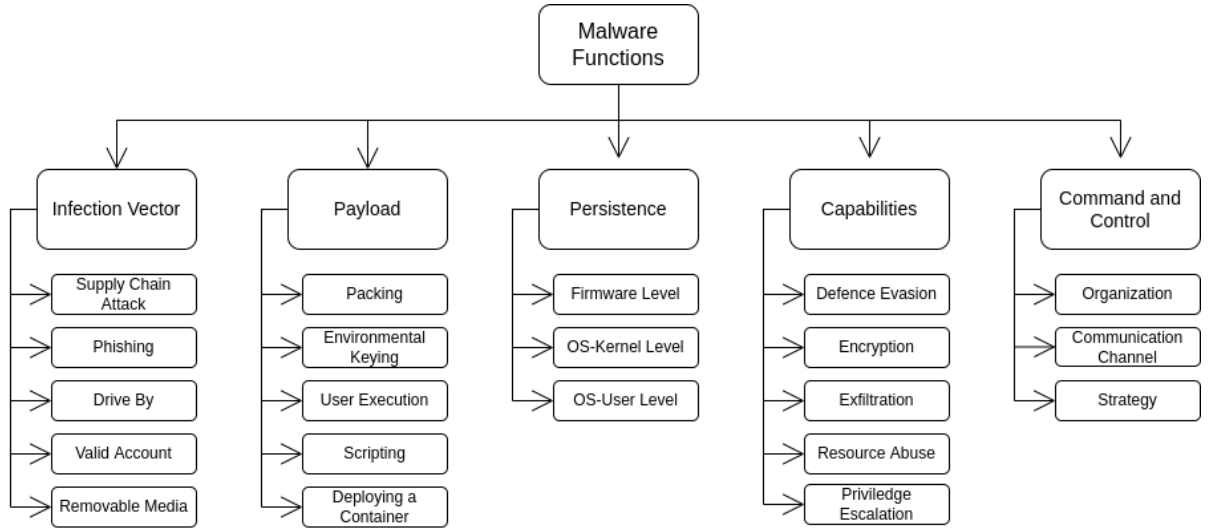 Malware
Functions
Infection Vector
Payload
Persistence
Capabilities
Command and
Control
Supply Chain
Attack
Phishing
Drive By
Valid Account
Removable Media
Packing
Environmental
Keying
User Execution
Scripting
Deploying a
Container
Firmware Level
OS-Kernel Level
OS-User Level
Defence Evasion
Encryption
Exfiltration
Resource Abuse
Priviledge
Escalation
Organization
Communication
Channel
Strategy